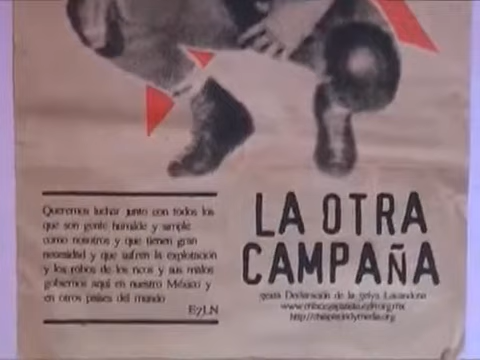 Queremos luchar junto con todos los
que son gente humilde y simple
como nosotros y que tienen gran
necesidad y que sufren la explotación
y los robos de los ricos y sus malos
gobiernos aquí en nuestro México y
en otros países del mundo
EZLN
LA OTRA
CAMPAÑA
Declaración de la Selva Lacandona
http://chiapas.indymedia.org